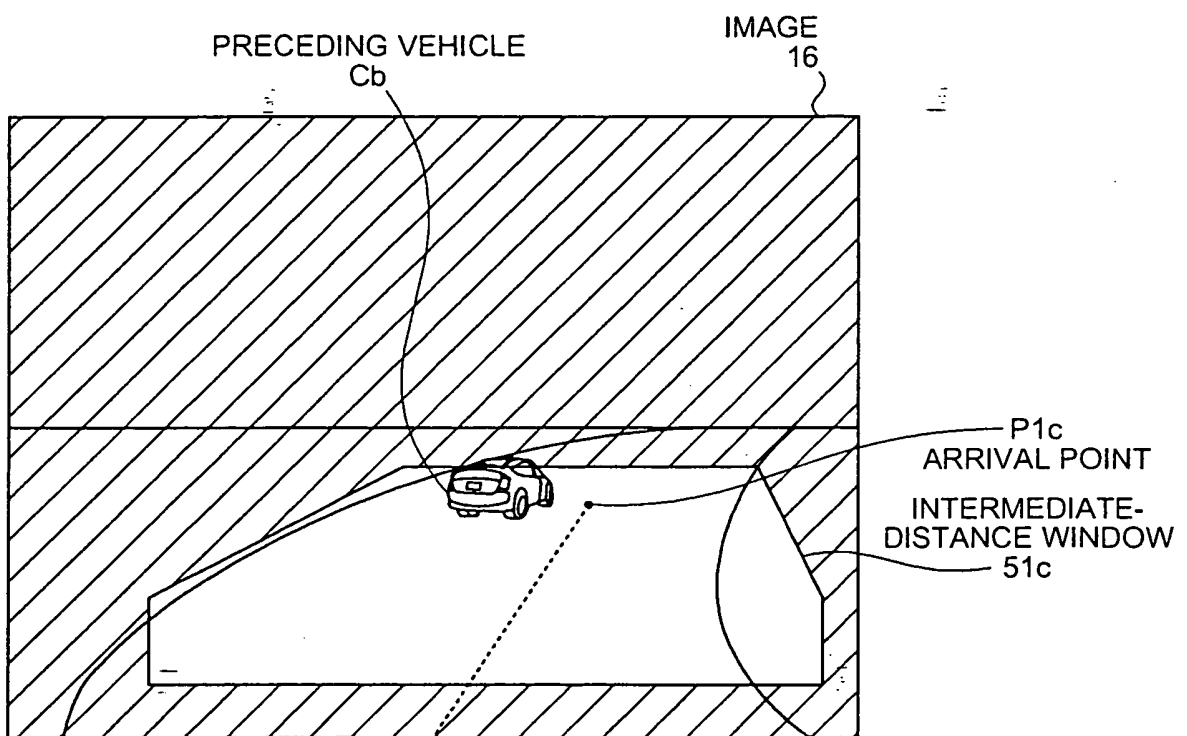 IMAGE
16
PRECEDING VEHICLE
Cb
P1c
ARRIVAL POINT
INTERMEDIATE-
DISTANCE WINDOW
51c